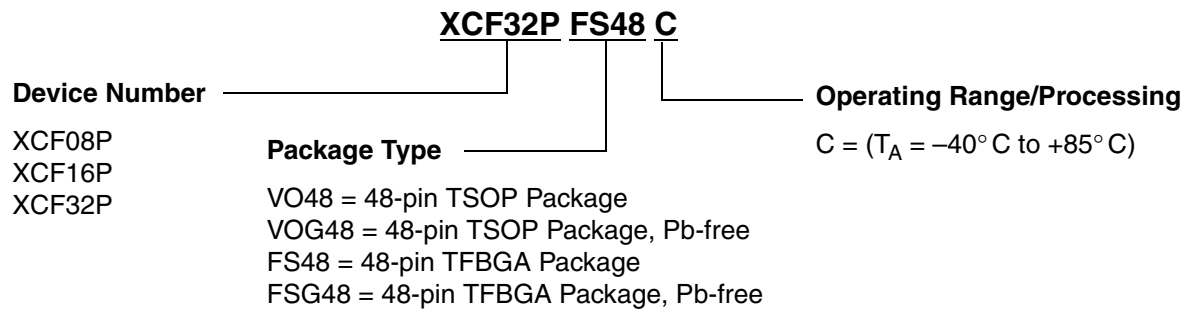 XCF32P FS48 C
Device Number
XCF08P
XCF16P
XCF32P
Package Type
VO48 = 48-pin TSOP Package
VOG48 = 48-pin TSOP Package, Pb-free
FS48 = 48-pin TFBGA Package
FSG48 = 48-pin TFBGA Package, Pb-free
Operating Range/Processing
C = (TA = –40° C to +85° C)